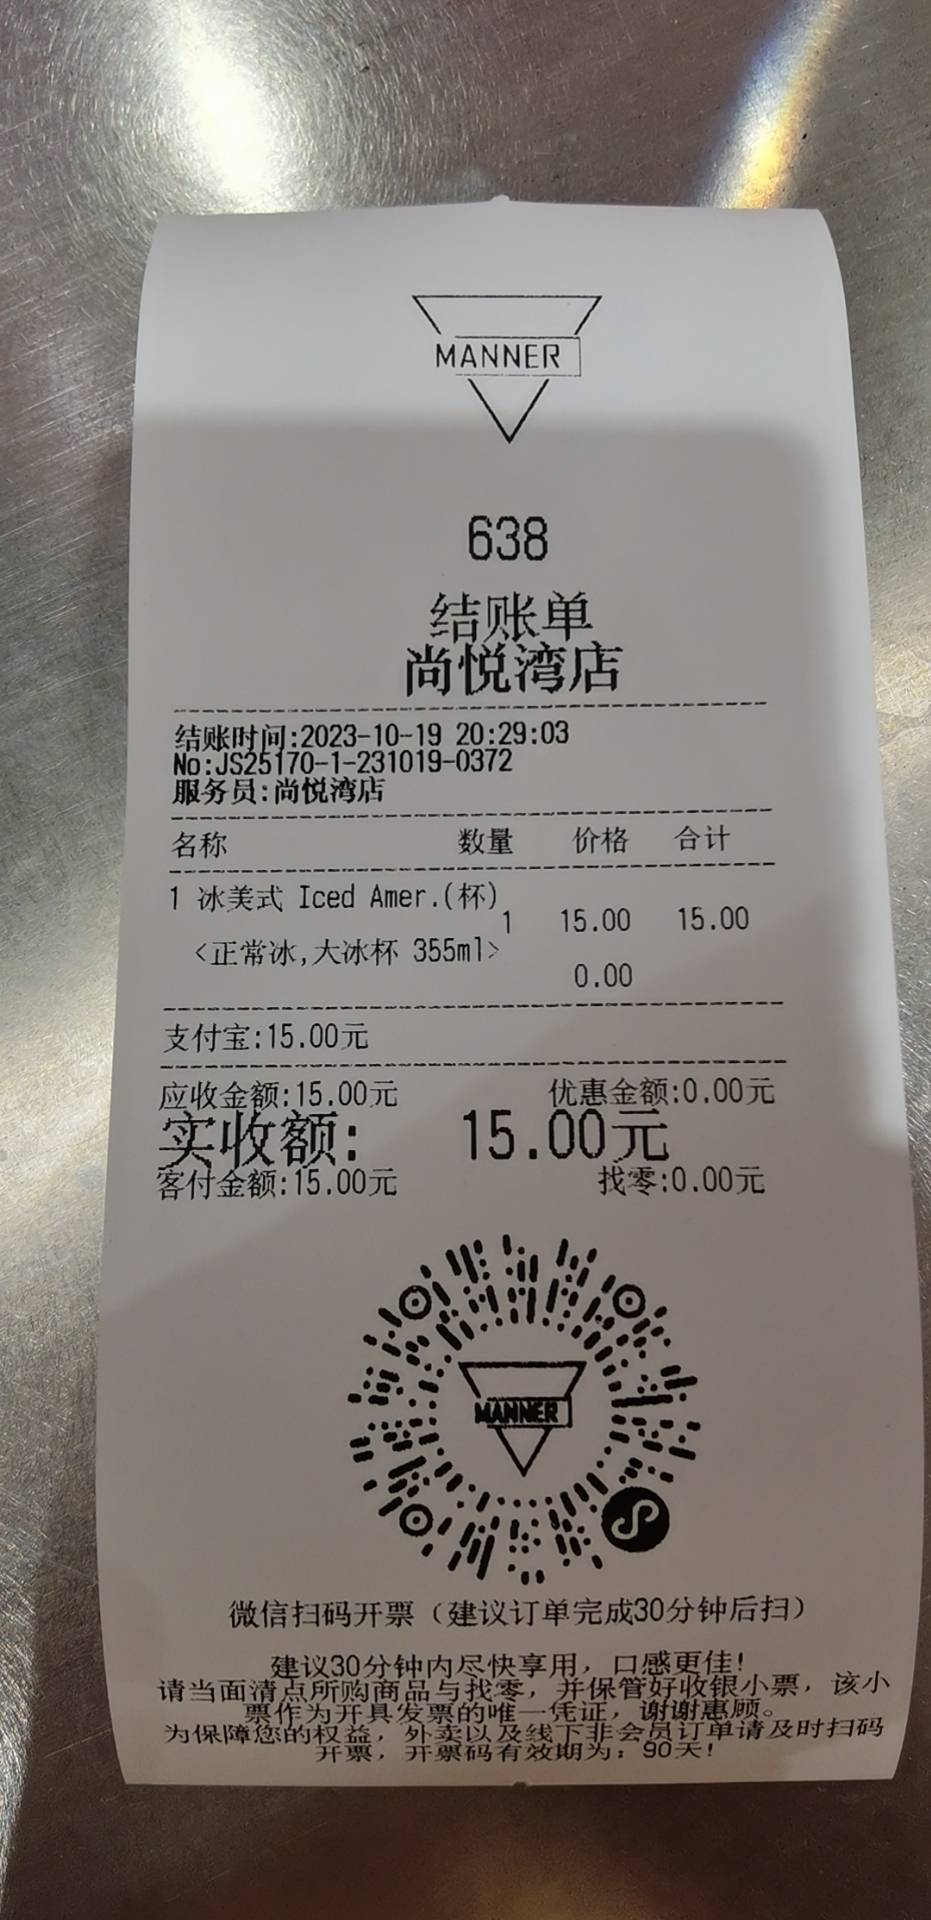 MANNER
638
结账单
尚悦湾店
结账时间:2023-10-19 20:29:03
No:JS25170-1-231019-0372
服务员:尚悦湾店
名称 数量 价格 合计
1 冰美式 Iced Amer.(杯)
1 15.00 15.00
<正常冰,大冰杯 355ml>
0.00
支付宝:15.00元
应收金额:15.00元 优惠金额:0.00元
实收额: 15.00元
客付金额:15.00元 找零:0.00元
MANNER
微信扫码开票（建议订单完成30分钟后扫）
建议30分钟内尽快享用，口感更佳!
请当面清点所购商品与找零，并保管好收银小票，该小
票作为开具发票的唯一凭证，谢谢惠顾。
为保障您的权益，外卖以及线下非会员订单请及时扫码
开票，开票码有效期为：90天!